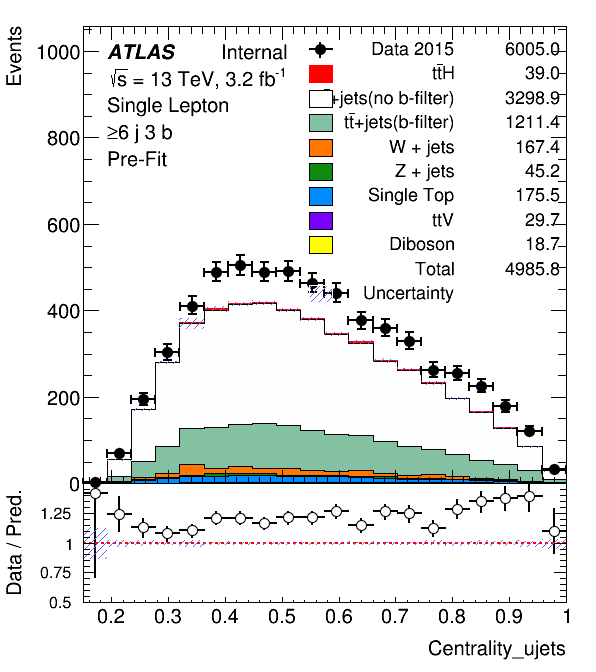 Events
1000
800
600
400
200
0
ATLAS Internal
√s = 13 TeV, 3.2 fb⁻¹
Single Lepton
≥6 j 3 b
Pre-Fit
Data 2015 6005.0
tt̄H 39.0
+jets(no b-filter) 3298.9
tt̄+jets(b-filter) 1211.4
W + jets 167.4
Z + jets 45.2
Single Top 175.5
ttV 29.7
Diboson 18.7
Total 4985.8
Uncertainty
Data / Pred.
1.25
1
0.75
0.5
0.2 0.3 0.4 0.5 0.6 0.7 0.8 0.9 1
Centrality_ujets